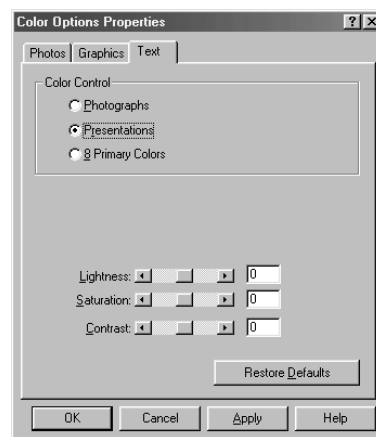 Color Options Properties ? X
Photos Graphics Text
Color Control
Photographs
Presentations
8 Primary Colors
Lightness: 0
Saturation: 0
Contrast: 0
Restore Defaults
OK Cancel Apply Help